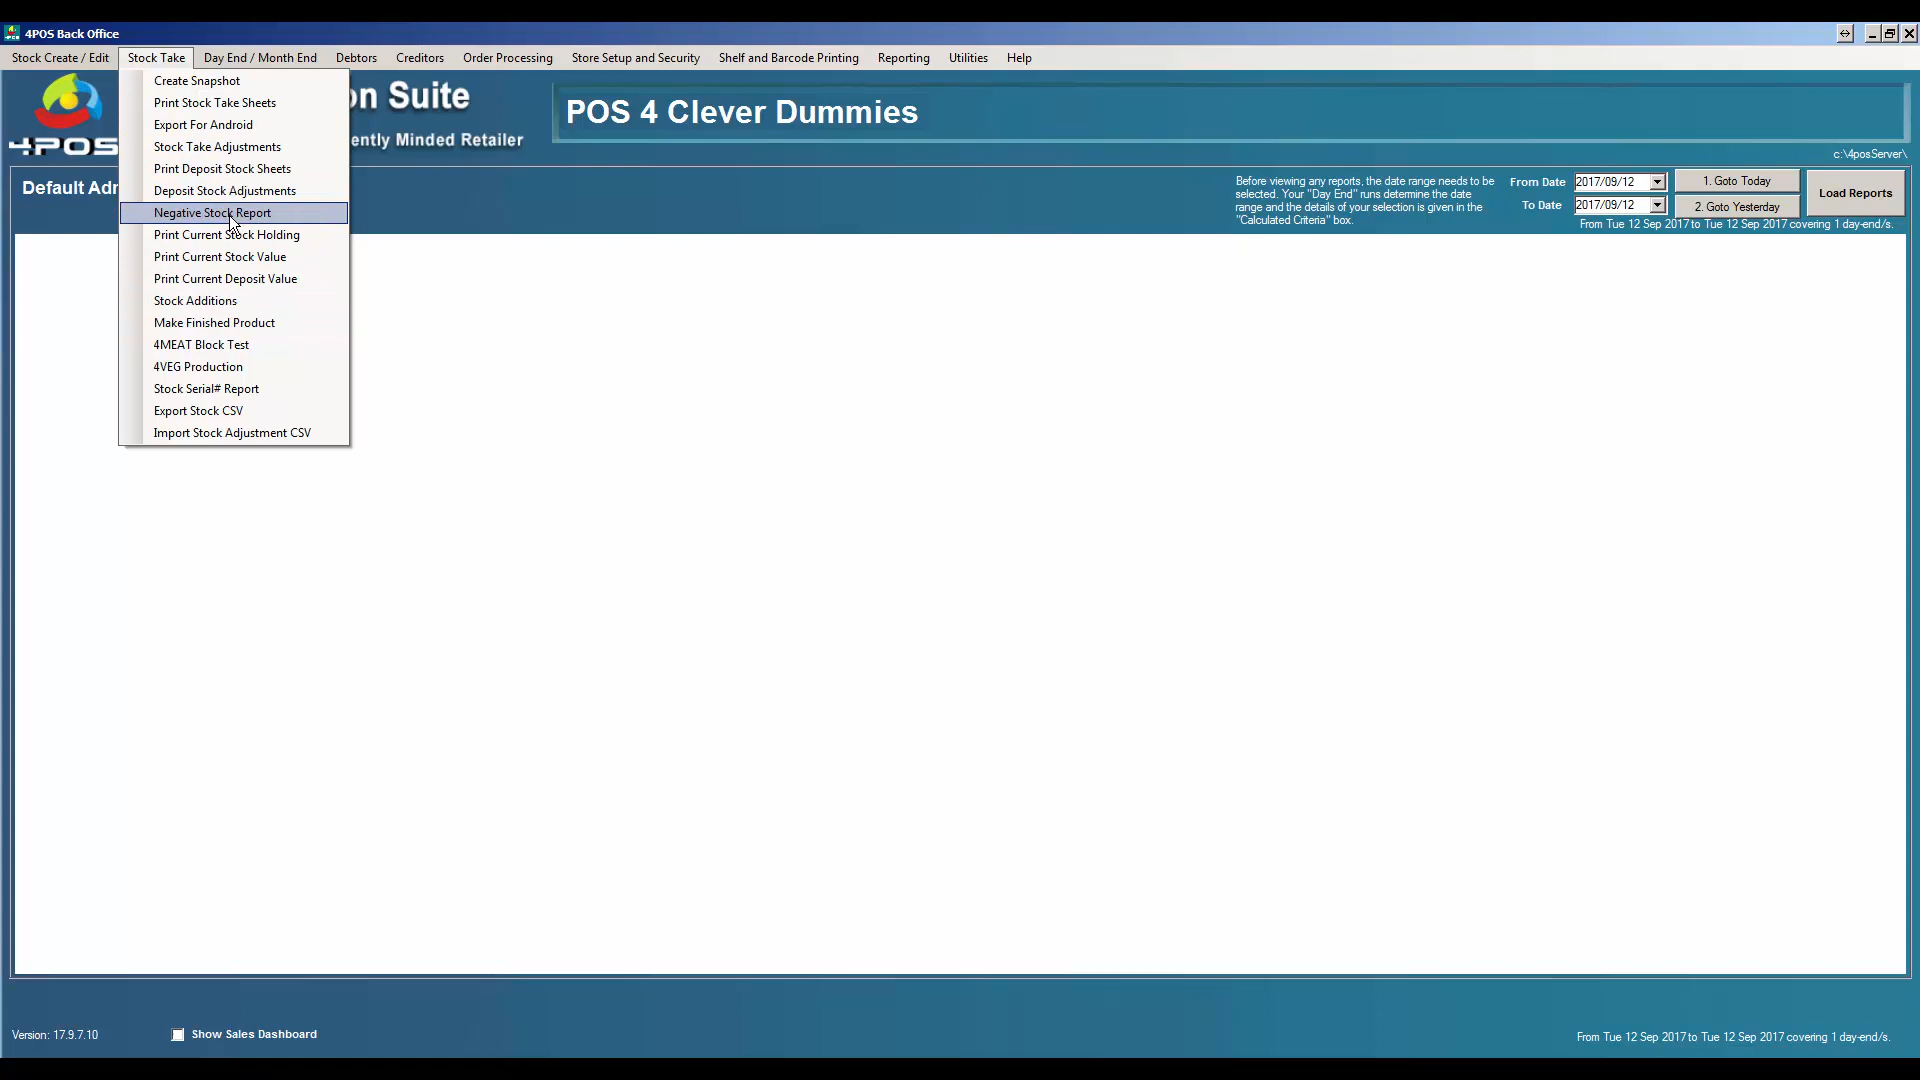 4POS Back Office
Stock Create / Edit
Stock Take
Day End / Month End
Debtors
Creditors
Order Processing
Store Setup and Security
Shelf and Barcode Printing
Reporting
Utilities
Help
Create Snapshot
Print Stock Take Sheets
Export For Android
Stock Take Adjustments
Print Deposit Stock Sheets
Deposit Stock Adjustments
Negative Stock Report
Print Current Stock Holding
Print Current Stock Value
Print Current Deposit Value
Stock Additions
Make Finished Product
4MEAT Block Test
4VEG Production
Stock Serial# Report
Export Stock CSV
Import Stock Adjustment CSV
4POS
on Suite
ently Minded Retailer
POS 4 Clever Dummies
c:\4posServer\
Default Adr
Before viewing any reports, the date range needs to be
selected. Your "Day End" runs determine the date
range and the details of your selection is given in the
"Calculated Criteria" box.
From Date 2017/09/12
To Date 2017/09/12
1. Goto Today
2. Goto Yesterday
Load Reports
From Tue 12 Sep 2017 to Tue 12 Sep 2017 covering 1 day-end/s.
Version: 17.9.7.10
Show Sales Dashboard
From Tue 12 Sep 2017 to Tue 12 Sep 2017 covering 1 day-end/s.